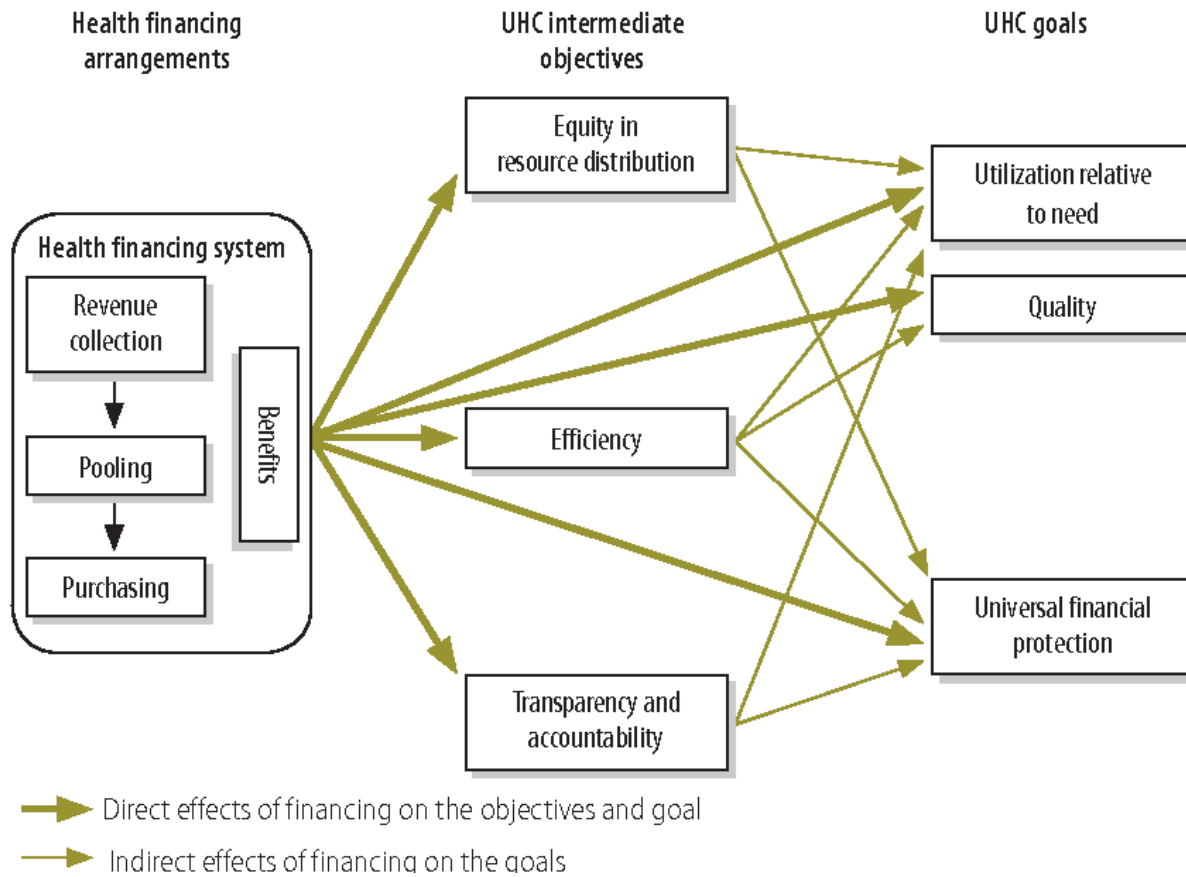 Health financing
arrangements
UHC intermediate
objectives
UHC goals
Health financing system
Revenue
collection
Pooling
Purchasing
Benefits
Equity in
resource distribution
Efficiency
Transparency and
accountability
Utilization relative
to need
Quality
Universal financial
protection
Direct effects of financing on the objectives and goal
Indirect effects of financing on the goals